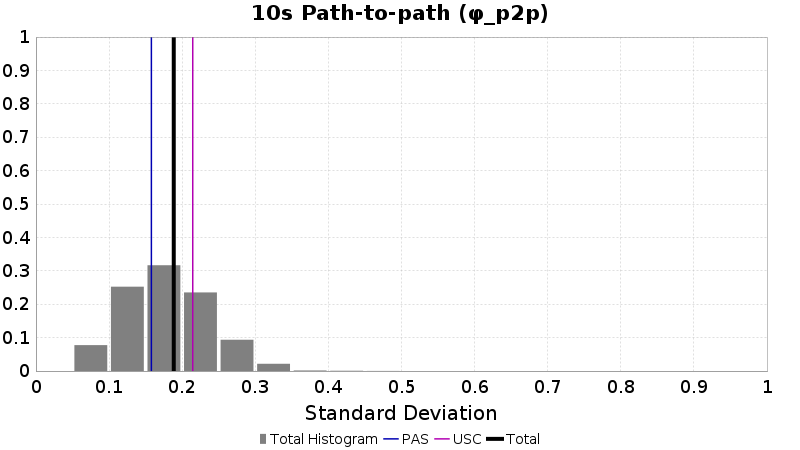 10s Path-to-path (φ_p2p)
1
0.9
0.8
0.7
0.6
0.5
0.4
0.3
0.2
0.1
0
0 0.1 0.2 0.3 0.4 0.5 0.6 0.7 0.8 0.9 1
Standard Deviation
Total Histogram PAS USC Total